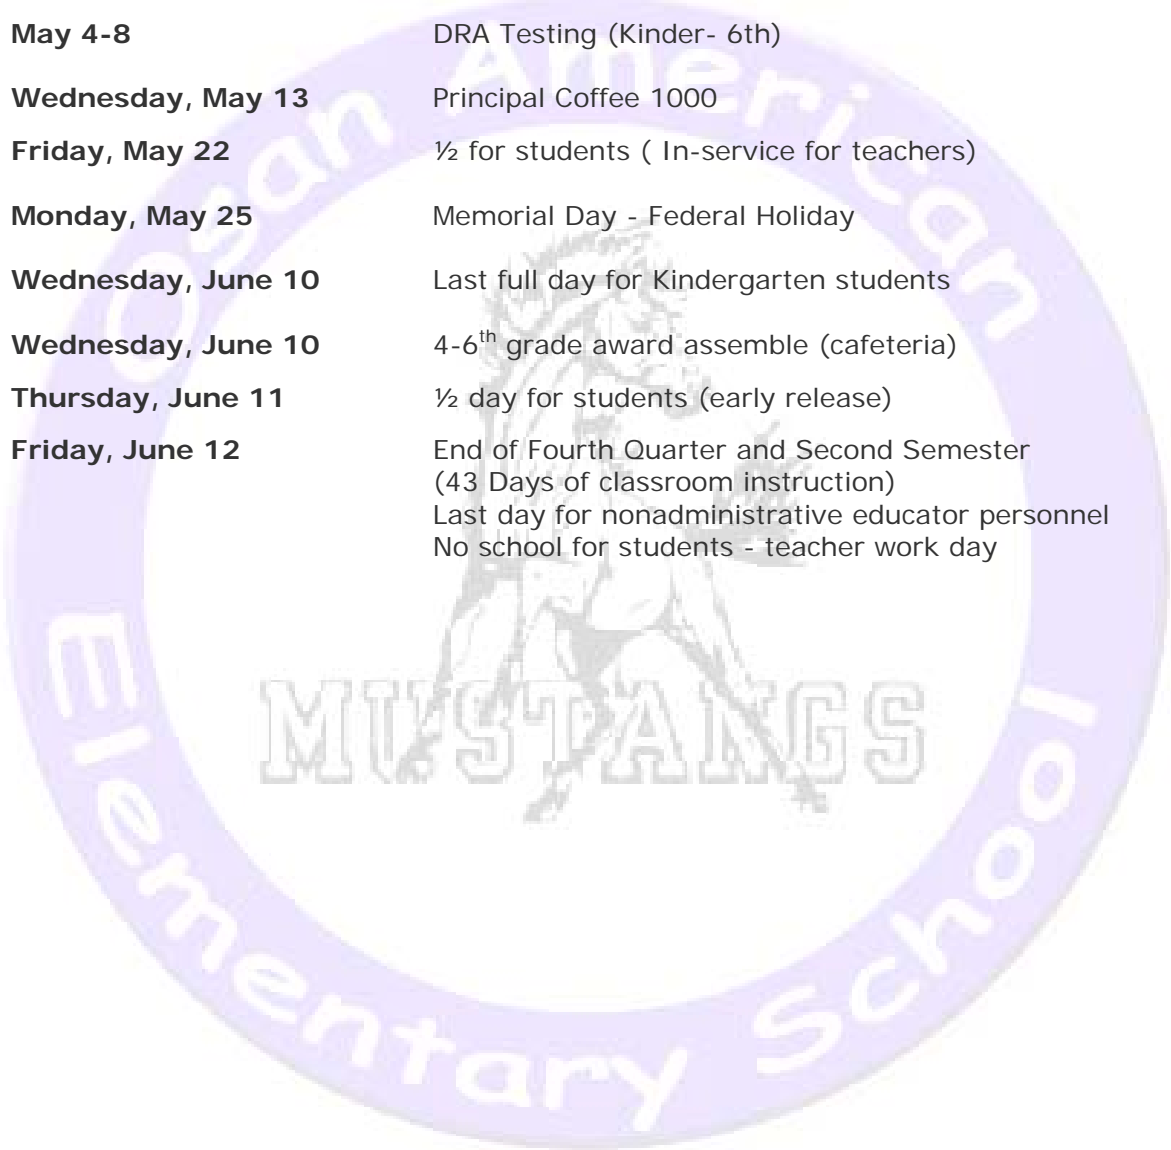 May 4-8 DRA Testing (Kinder- 6th)
Wednesday, May 13 Principal Coffee 1000
Friday, May 22 ½ for students ( In-service for teachers)
Monday, May 25 Memorial Day - Federal Holiday
Wednesday, June 10 Last full day for Kindergarten students
Wednesday, June 10 4-6th grade award assemble (cafeteria)
Thursday, June 11 ½ day for students (early release)
Friday, June 12 End of Fourth Quarter and Second Semester
(43 Days of classroom instruction)
Last day for nonadministrative educator personnel
No school for students - teacher work day
Osan American
MUSTANGS
Elementary School